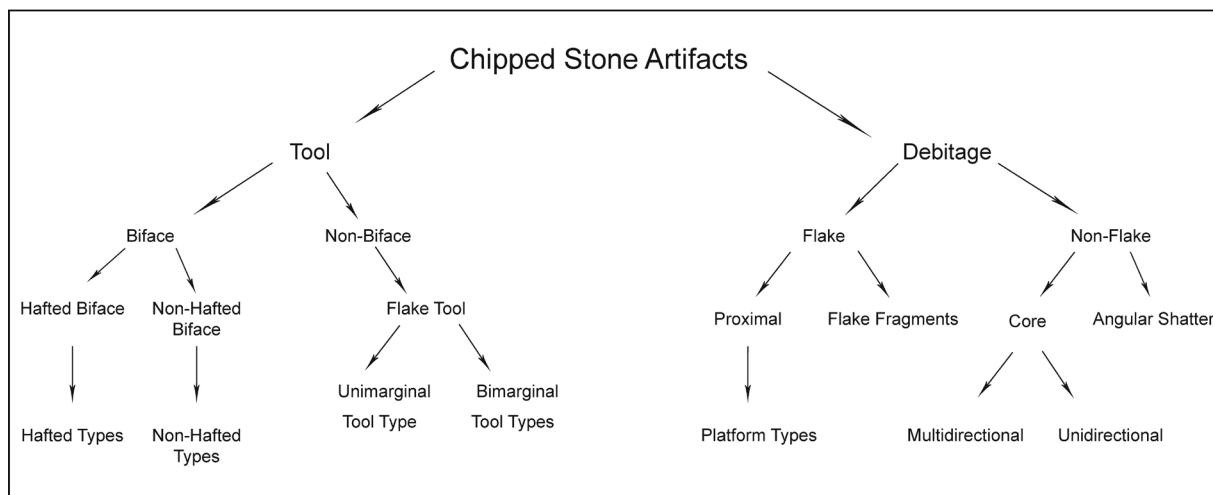 Chipped Stone Artifacts
Tool
Debitage
Biface
Non-Biface
Flake
Non-Flake
Hafted Biface
Non-Hafted
Biface
Flake Tool
Proximal
Flake Fragments
Core
Angular Shatter
Unimarginal
Tool Type
Bimarginal
Tool Types
Hafted Types
Non-Hafted
Types
Platform Types
Multidirectional
Unidirectional